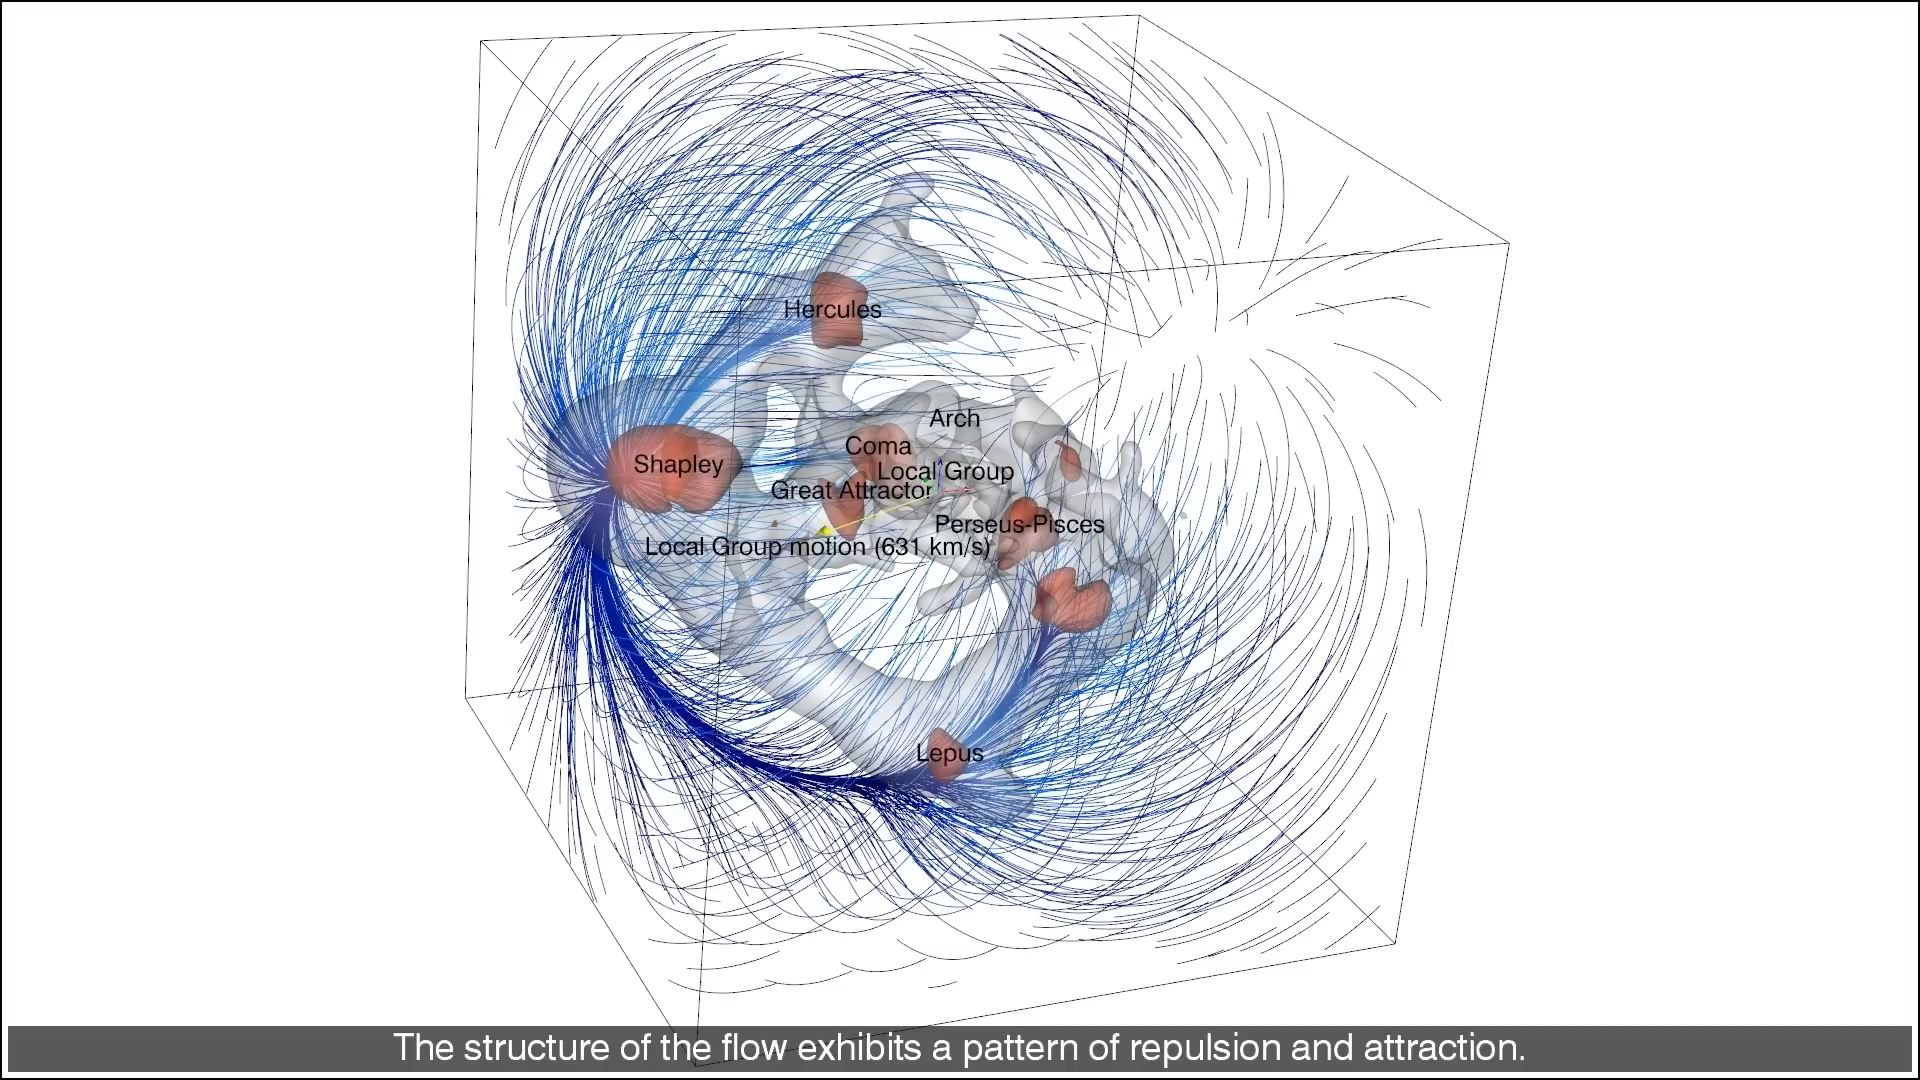 Hercules
Arch
Coma
Shapley
Local Group
Great Attractor
Perseus-Pisces
Local Group motion (631 km/s)
Lepus
The structure of the flow exhibits a pattern of repulsion and attraction.